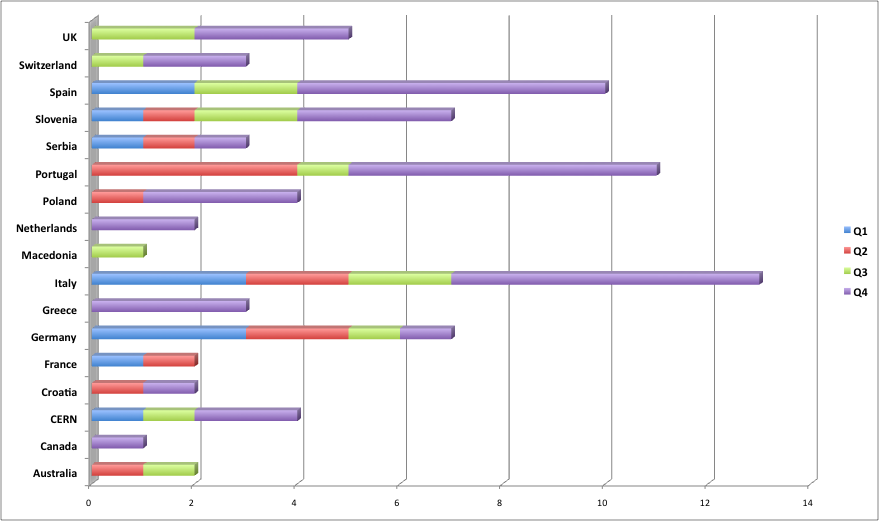 UK
Switzerland
Spain
Slovenia
Serbia
Portugal
Poland
Netherlands
Macedonia
Italy
Greece
Germany
France
Croatia
CERN
Canada
Australia
0 2 4 6 8 10 12 14
Q1
Q2
Q3
Q4